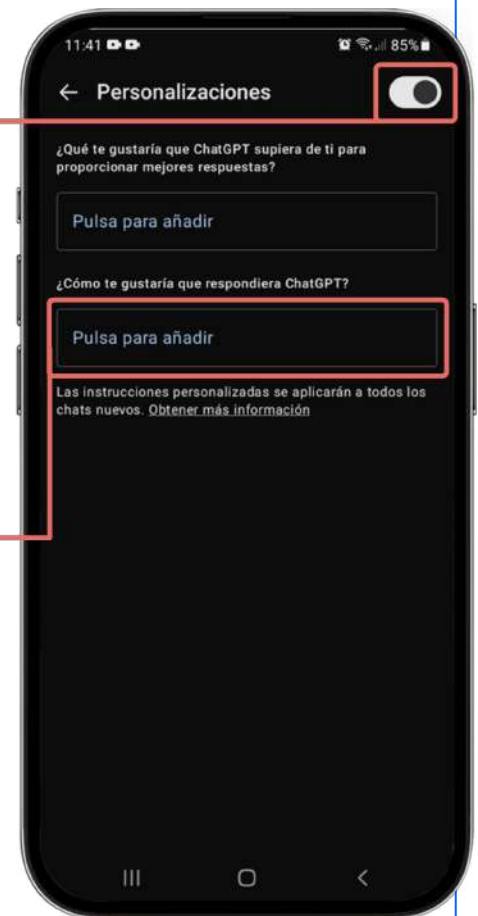 11:41 85%
Personalizaciones
¿Qué te gustaría que ChatGPT supiera de ti para
proporcionar mejores respuestas?
Pulsa para añadir
¿Cómo te gustaría que respondiera ChatGPT?
Pulsa para añadir
Las instrucciones personalizadas se aplicarán a todos los
chats nuevos. Obtener más información